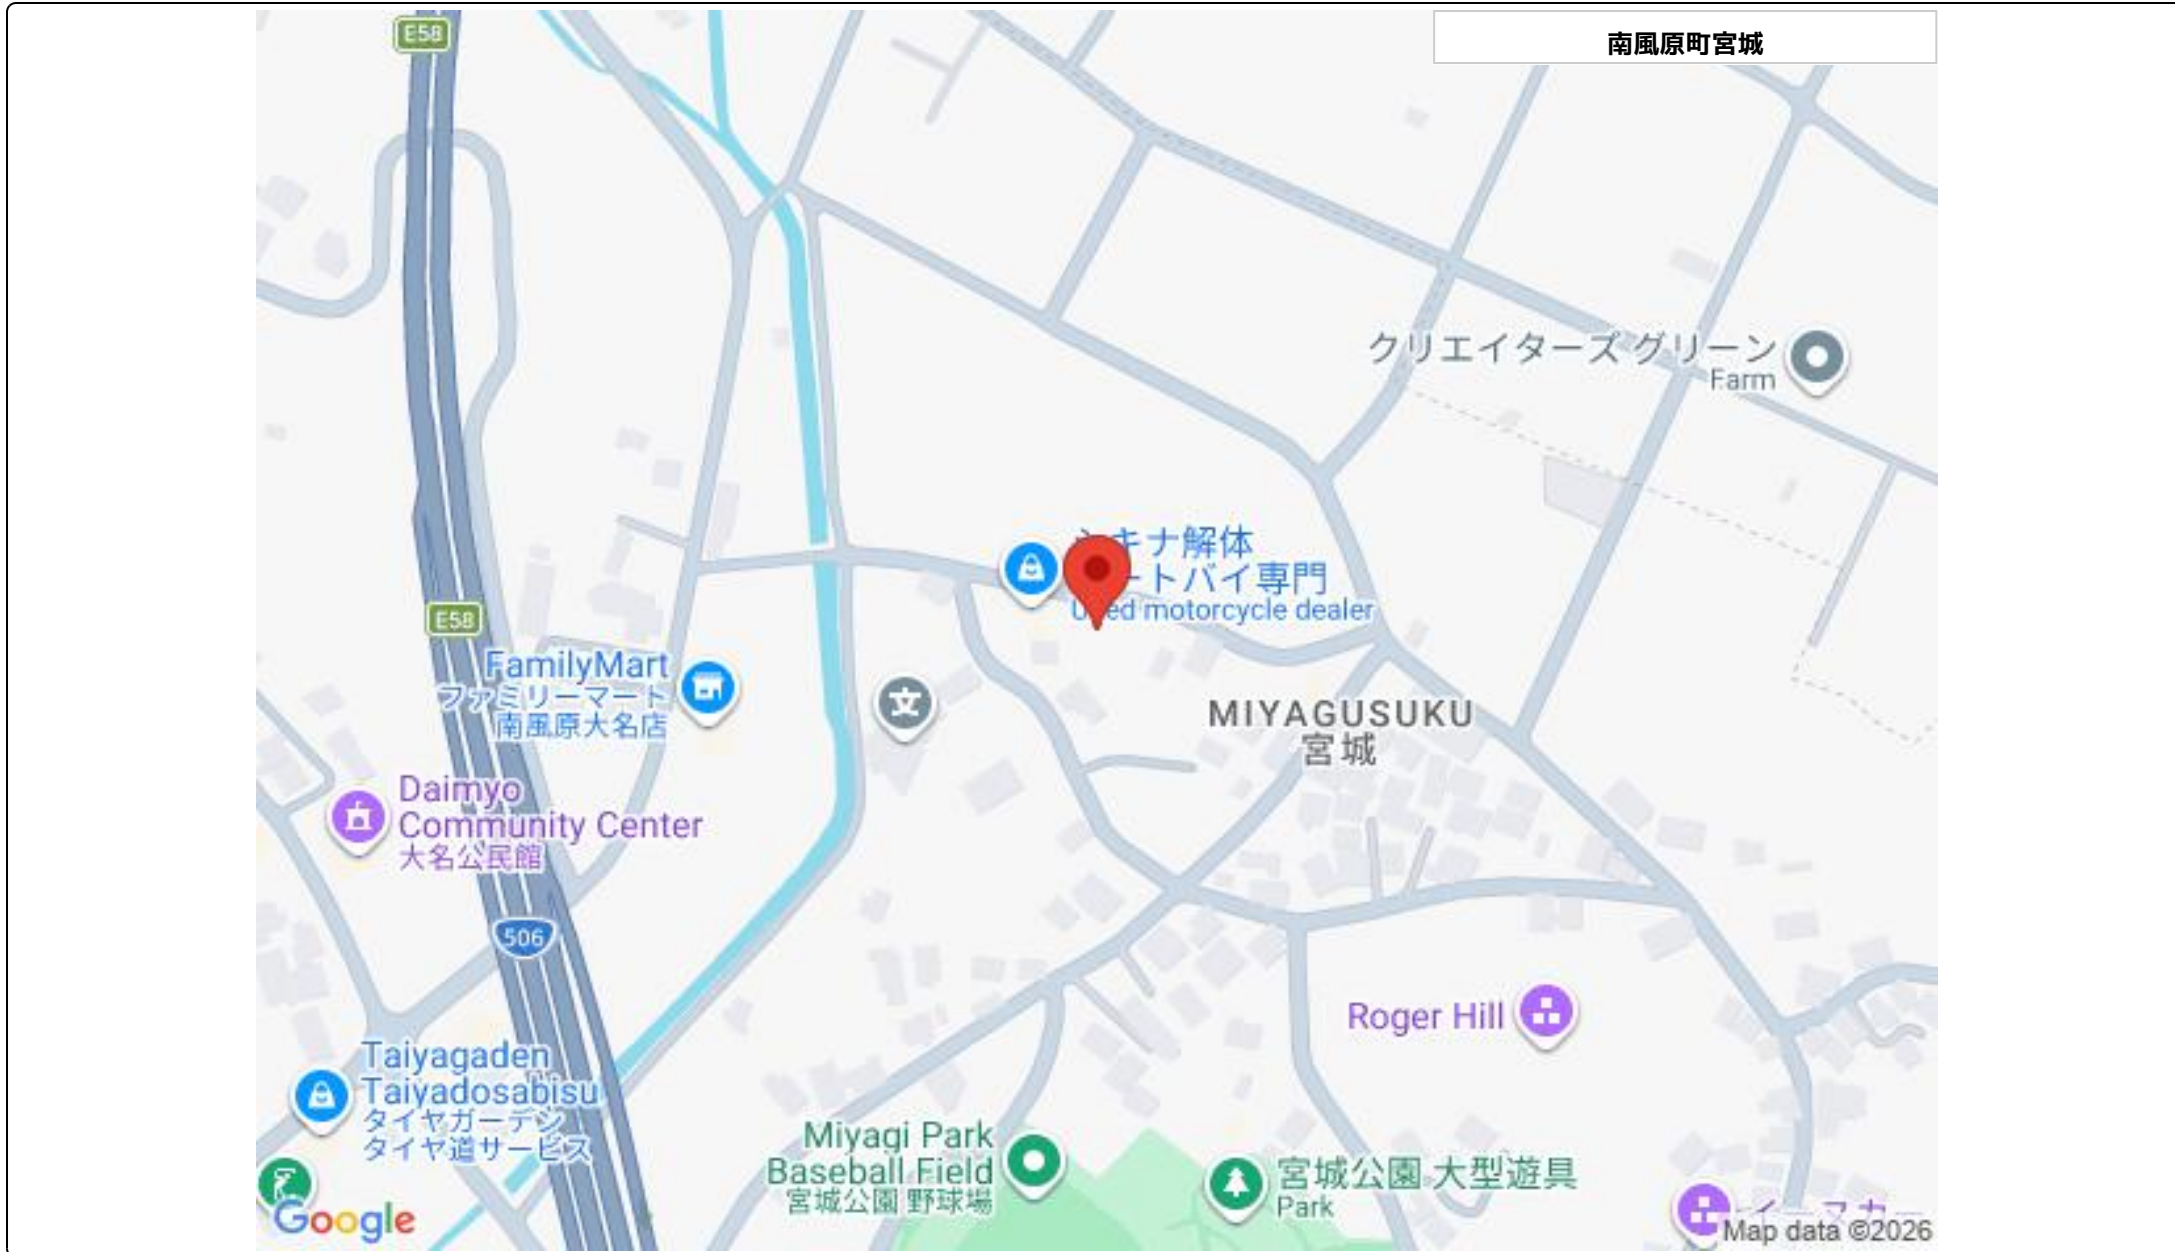 E58
南風原町宮城
クリエイターズ グリーン
Farm
キナ解体
ートバイ専門
motorcycle dealer
E58
FamilyMart
ファミリーマート
南風原大名店
文
MIYAGUSUKU
宮城
Daimyo
Community Center
大名公民館
506
Roger Hill
Taiyagaden
Taiyadosabisu
タイヤガーデン
タイヤ道サービス
Miyagi Park
Baseball Field
宮城公園 野球場
宮城公園 大型遊具
Park
Google
Map data ©2026